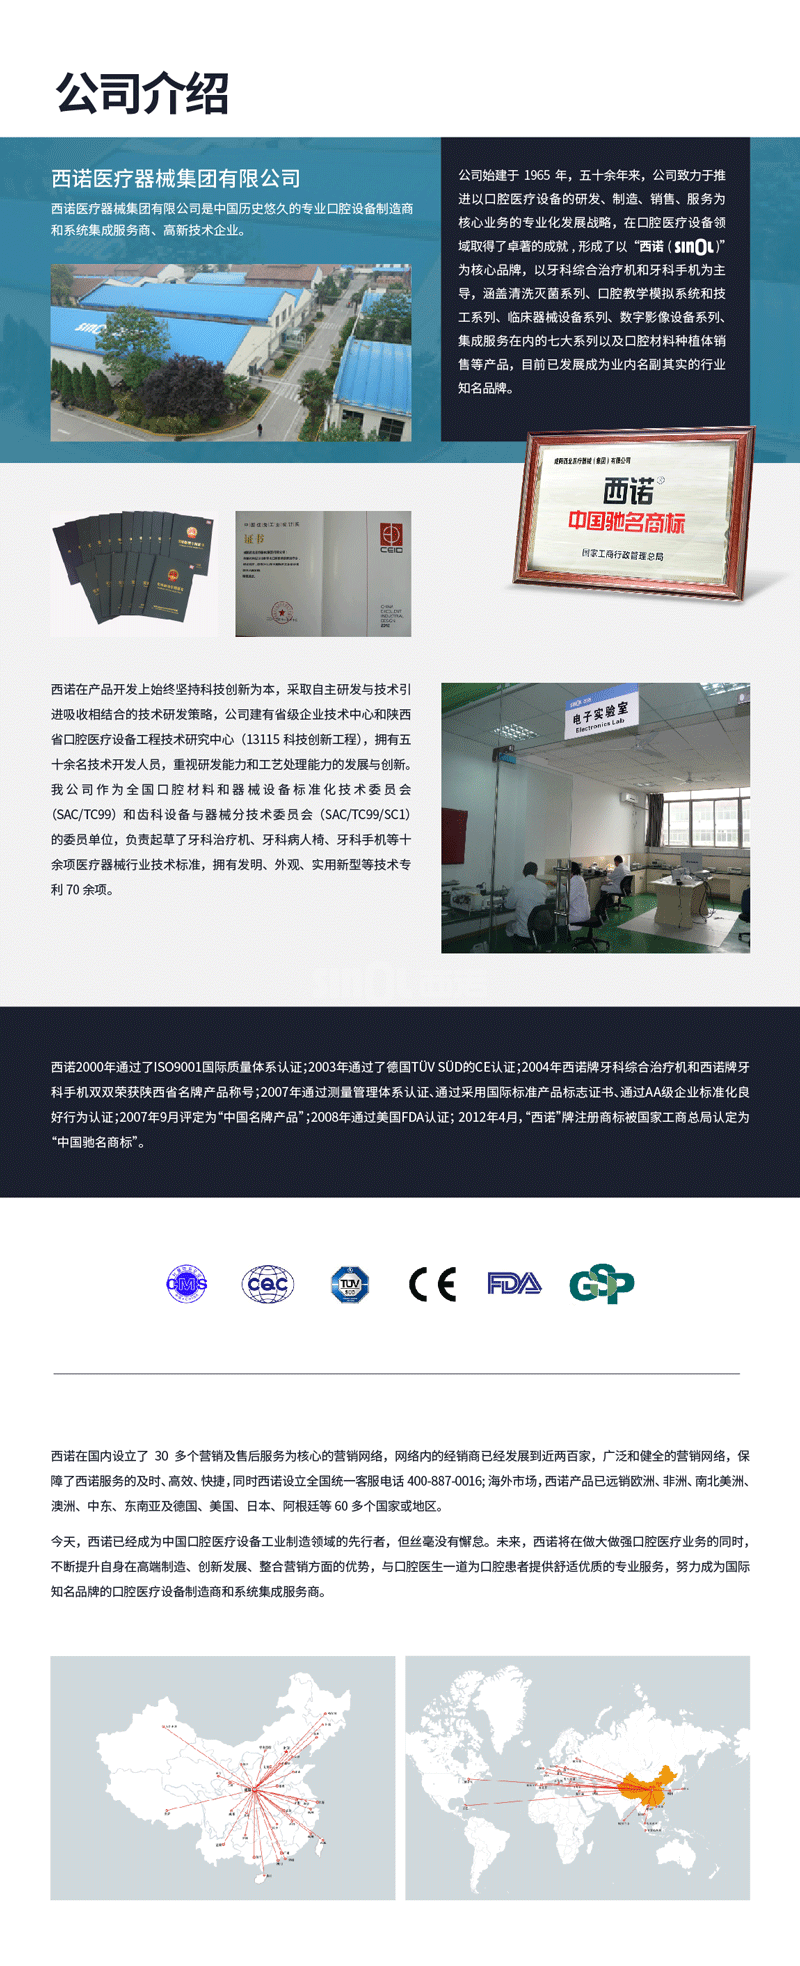 公司介绍
西诺医疗器械集团有限公司
西诺医疗器械集团有限公司是中国历史悠久的专业口腔设备制造商
和系统集成服务商、高新技术企业。
公司始建于 1965 年，五十余年来，公司致力于推
进以口腔医疗设备的研发、制造、销售、服务为
核心业务的专业化发展战略，在口腔医疗设备领
域取得了卓著的成就，形成了以“西诺 ( SINOL )”
为核心品牌，以牙科综合治疗机和牙科手机为主
导，涵盖清洗灭菌系列、口腔教学模拟系统和技
工系列、临床器械设备系列、数字影像设备系列、
集成服务在内的七大系列以及口腔材料种植体销
售等产品，目前已发展成为业内名副其实的行业
知名品牌。
西诺®
中国驰名商标
国家工商行政管理总局
证书
CEID
CHINA
EXCELLENT
INDUSTRIAL
DESIGN
西诺在产品开发上始终坚持科技创新为本，采取自主研发与技术引
进吸收相结合的技术研发策略，公司建有省级企业技术中心和陕西
省口腔医疗设备工程技术研究中心（13115 科技创新工程），拥有五
十余名技术开发人员，重视研发能力和工艺处理能力的发展与创新。
我公司作为全国口腔材料和器械设备标准化技术委员会
（SAC/TC99）和齿科设备与器械分技术委员会（SAC/TC99/SC1）
的委员单位，负责起草了牙科治疗机、牙科病人椅、牙科手机等十
余项医疗器械行业技术标准，拥有发明、外观、实用新型等技术专
利 70 余项。
电子实验室
Electronics Lab
SINOL 西诺
西诺2000年通过了ISO9001国际质量体系认证；2003年通过了德国TÜV SÜD的CE认证；2004年西诺牌牙科综合治疗机和西诺牌牙
科手机双双荣获陕西省名牌产品称号；2007年通过测量管理体系认证、通过采用国际标准产品标志证书、通过AA级企业标准化良
好行为认证；2007年9月评定为“中国名牌产品”；2008年通过美国FDA认证； 2012年4月，“西诺”牌注册商标被国家工商总局认定为
“中国驰名商标”。
CMS
CQC
TÜV
SÜD
CE
FDA
GSP
西诺在国内设立了 30 多个营销及售后服务为核心的营销网络，网络内的经销商已经发展到近两百家，广泛和健全的营销网络，保
障了西诺服务的及时、高效、快捷，同时西诺设立全国统一客服电话 400-887-0016；海外市场，西诺产品已远销欧洲、非洲、南北美洲、
澳洲、中东、东南亚及德国、美国、日本、阿根廷等 60 多个国家或地区。
今天，西诺已经成为中国口腔医疗设备工业制造领域的先行者，但丝毫没有懈怠。未来，西诺将在做大做强口腔医疗业务的同时，
不断提升自身在高端制造、创新发展、整合营销方面的优势，与口腔医生一道为口腔患者提供舒适优质的专业服务，努力成为国际
知名品牌的口腔医疗设备制造商和系统集成服务商。